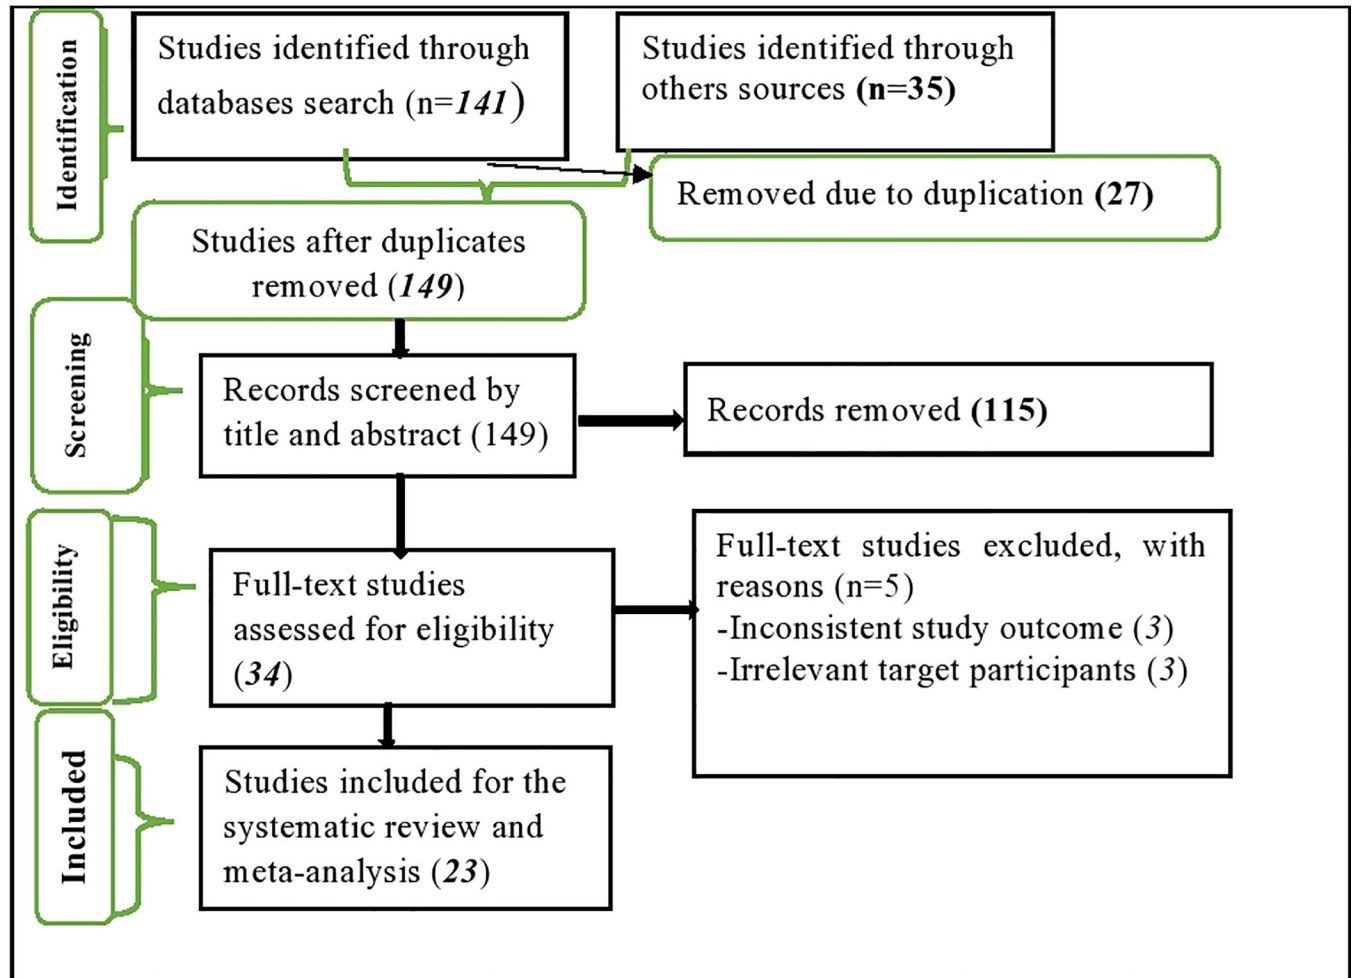 Identification
Studies identified through
databases search (n=141)
Studies identified through
others sources (n=35)
Removed due to duplication (27)
Studies after duplicates
removed (149)
Screening
Records screened by
title and abstract (149)
Records removed (115)
Eligibility
Full-text studies
assessed for eligibility
(34)
Full-text studies excluded, with
reasons (n=5)
-Inconsistent study outcome (3)
-Irrelevant target participants (3)
Included
Studies included for the
systematic review and
meta-analysis (23)